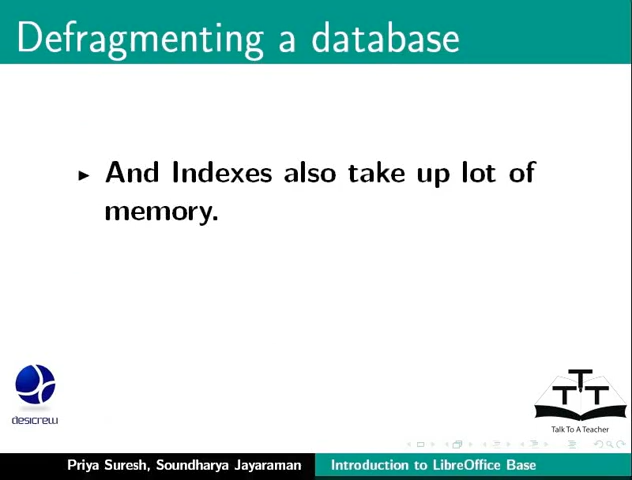 Defragmenting a database
And Indexes also take up lot of
memory.
desicrew
T T T
Talk To A Teacher
Priya Suresh, Soundharya Jayaraman Introduction to LibreOffice Base